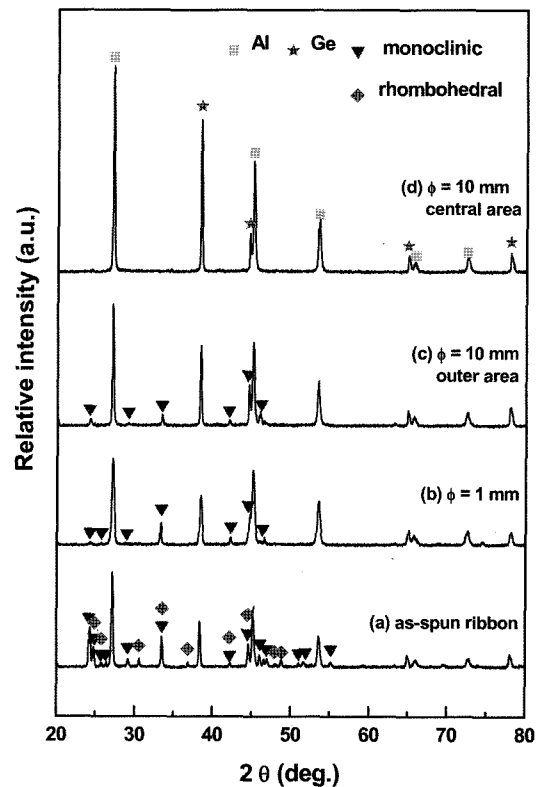 Al Ge monoclinic
rhombohedral
(d) ϕ = 10 mm
central area
(c) ϕ = 10 mm
outer area
(b) ϕ = 1 mm
(a) as-spun ribbon
Relative intensity (a.u.)
20 30 40 50 60 70 80
2 θ (deg.)